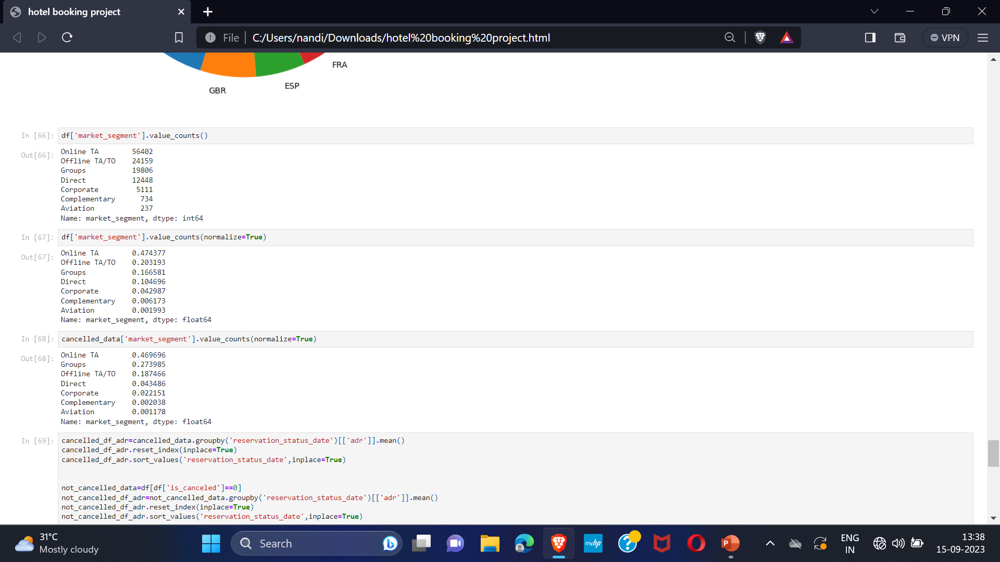 hotel booking project
File
C:/Users/nandi/Downloads/hotel%20booking%20project.html
VPN
FRA
ESP
GBR
In [66]:
df['market_segment'].value_counts()
Out[66]:
Online TA 56402
Offline TA/TO 24159
Groups 19806
Direct 12448
Corporate 5111
Complementary 734
Aviation 237
Name: market_segment, dtype: int64
In [67]:
df['market_segment'].value_counts(normalize=True)
Out[67]:
Online TA 0.474377
Offline TA/TO 0.203193
Groups 0.166581
Direct 0.104696
Corporate 0.042987
Complementary 0.006173
Aviation 0.001993
Name: market_segment, dtype: float64
In [68]:
cancelled_data['market_segment'].value_counts(normalize=True)
Out[68]:
Online TA 0.469696
Groups 0.273985
Offline TA/TO 0.187466
Direct 0.043486
Corporate 0.022151
Complementary 0.002038
Aviation 0.001178
Name: market_segment, dtype: float64
In [69]:
cancelled_df_adr=cancelled_data.groupby('reservation_status_date')[['adr']].mean()
cancelled_df_adr.reset_index(inplace=True)
cancelled_df_adr.sort_values('reservation_status_date',inplace=True)
not_cancelled_data=df[df['is_canceled']==0]
not_cancelled_df_adr=not_cancelled_data.groupby('reservation_status_date')[['adr']].mean()
not_cancelled_df_adr.reset_index(inplace=True)
not_cancelled_df_adr.sort_values('reservation_status_date',inplace=True)
31°C
Mostly cloudy
Search
myhp
P
ENG
IN
13:38
15-09-2023